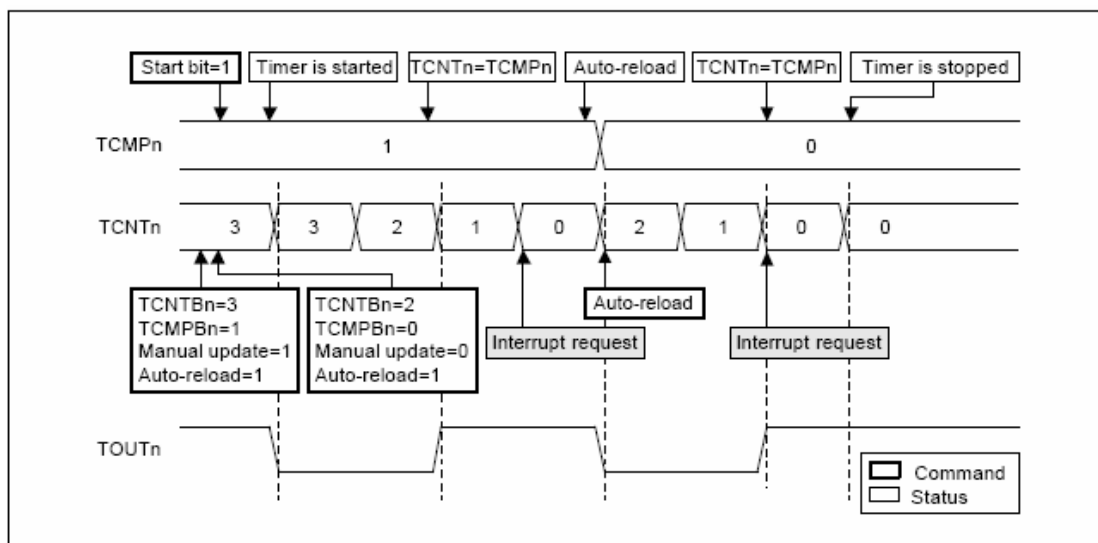 Start bit=1
Timer is started
TCNTn=TCMPn
Auto-reload
TCNTn=TCMPn
Timer is stopped
TCMPn
1
0
TCNTn
3
3
2
1
0
2
1
0
0
TCNTBn=3
TCMPBn=1
Manual update=1
Auto-reload=1
TCNTBn=2
TCMPBn=0
Manual update=0
Auto-reload=1
Interrupt request
Auto-reload
Interrupt request
TOUTn
Command
Status